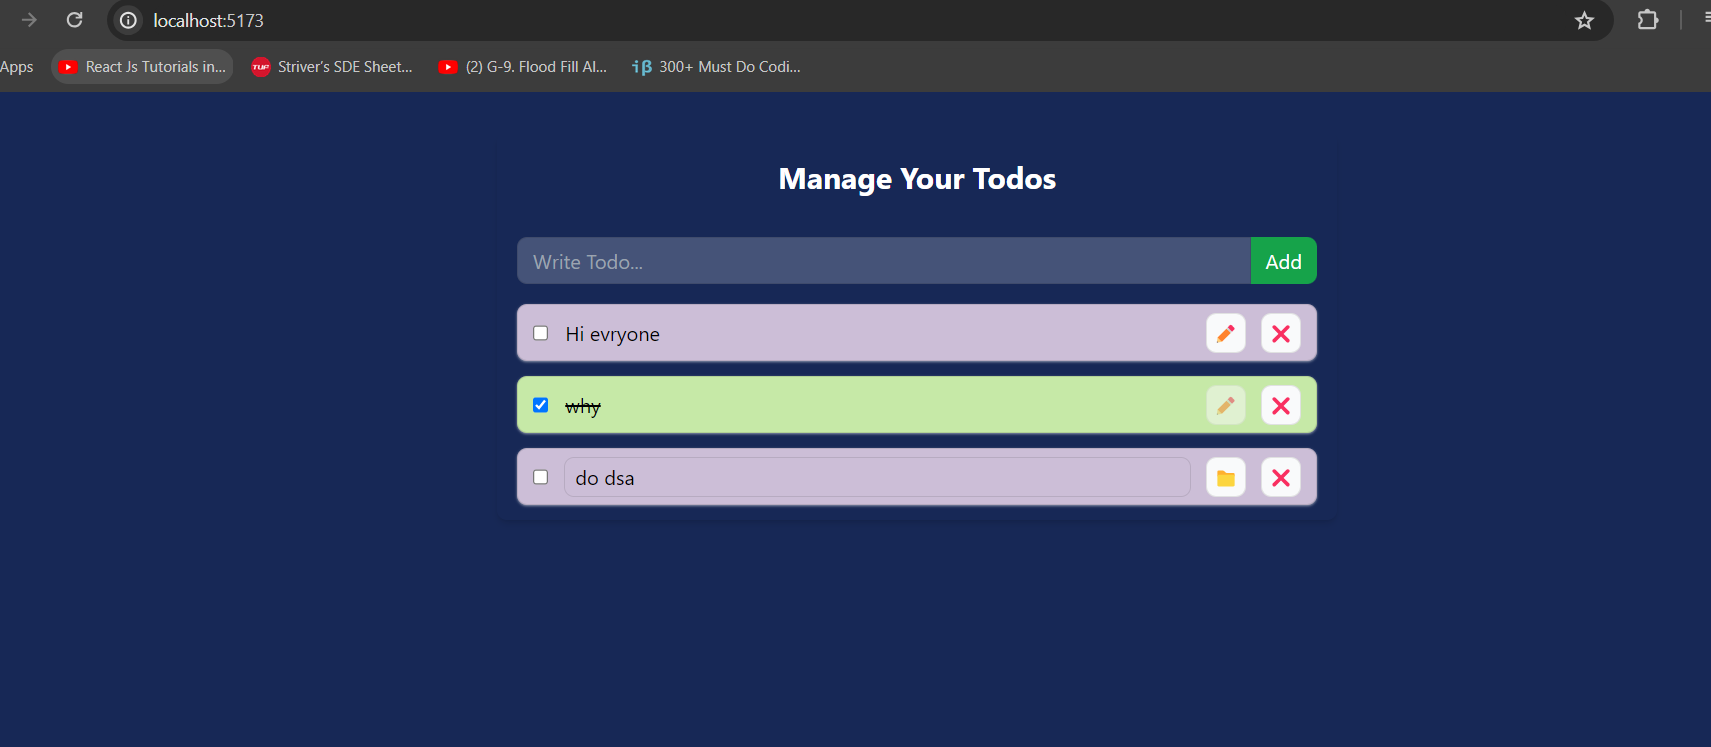 localhost:5173
Apps
React Js Tutorials in...
TUF
Striver's SDE Sheet...
(2) G-9. Flood Fill Al...
iβ
300+ Must Do Codi...
Manage Your Todos
Write Todo...
Add
Hi evryone
why
do dsa